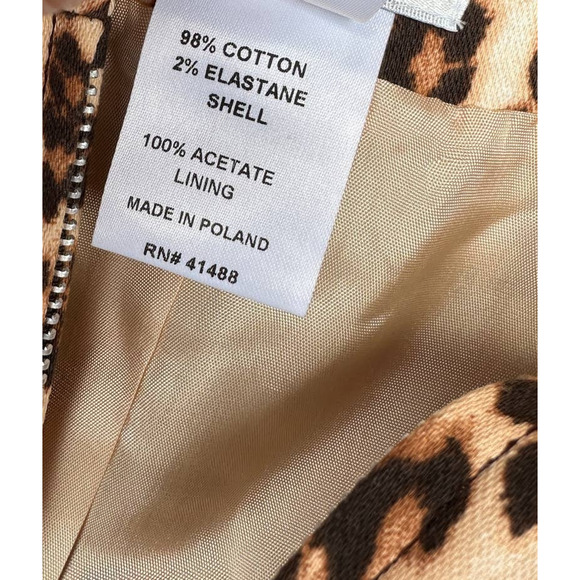 98% COTTON
2% ELASTANE
SHELL
100% ACETATE
LINING
MADE IN POLAND
RN# 41488